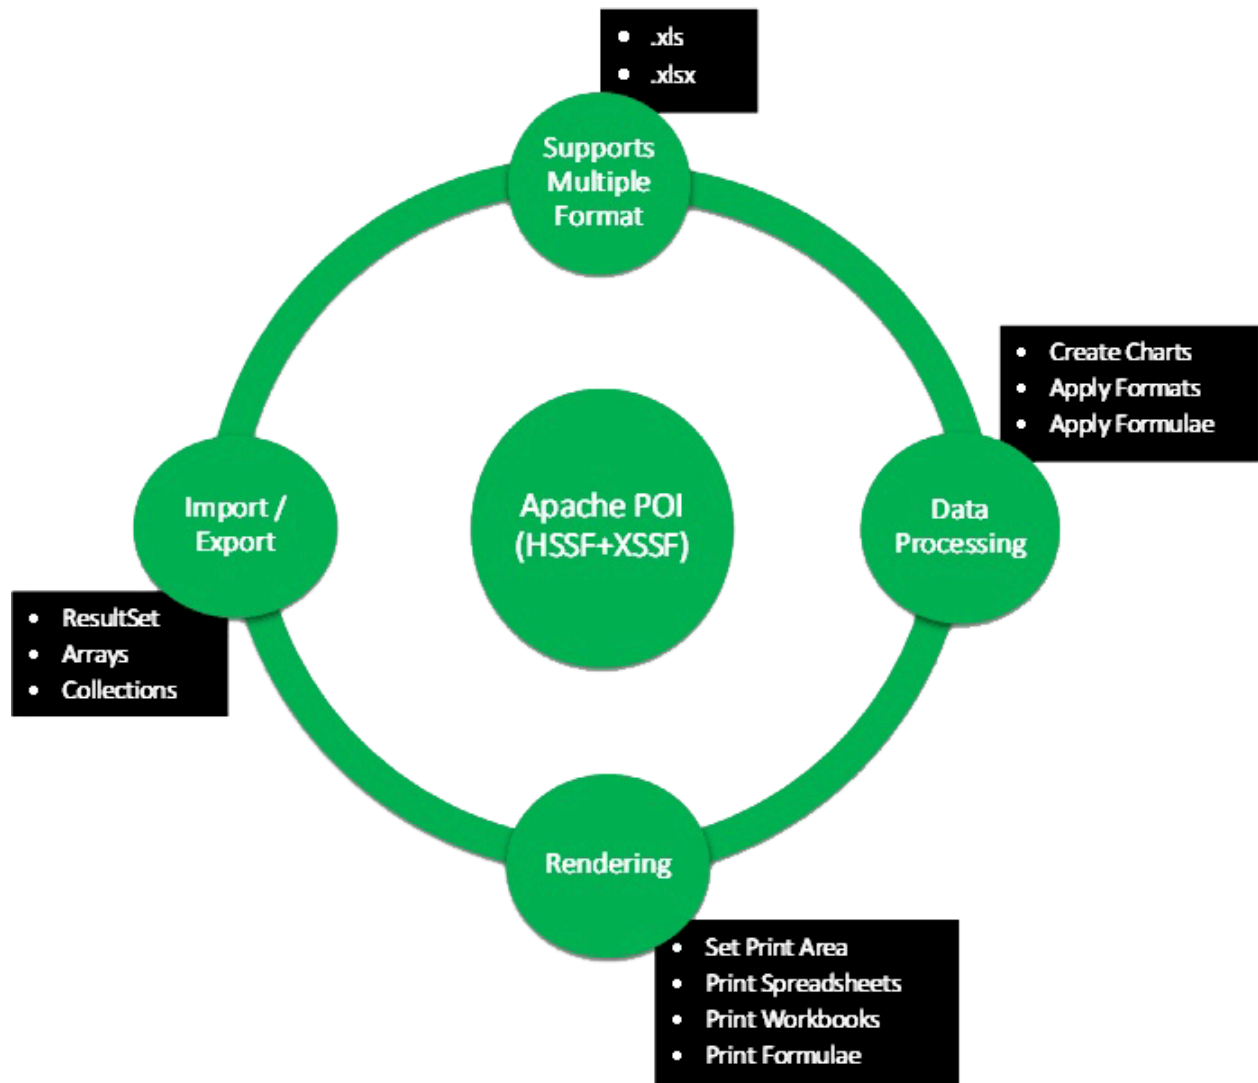 .xls
.xlsx
Supports
Multiple
Format
Create Charts
Apply Formats
Apply Formulae
Import /
Export
Apache POI
(HSSF+XSSF)
Data
Processing
ResultSet
Arrays
Collections
Rendering
Set Print Area
Print Spreadsheets
Print Workbooks
Print Formulae